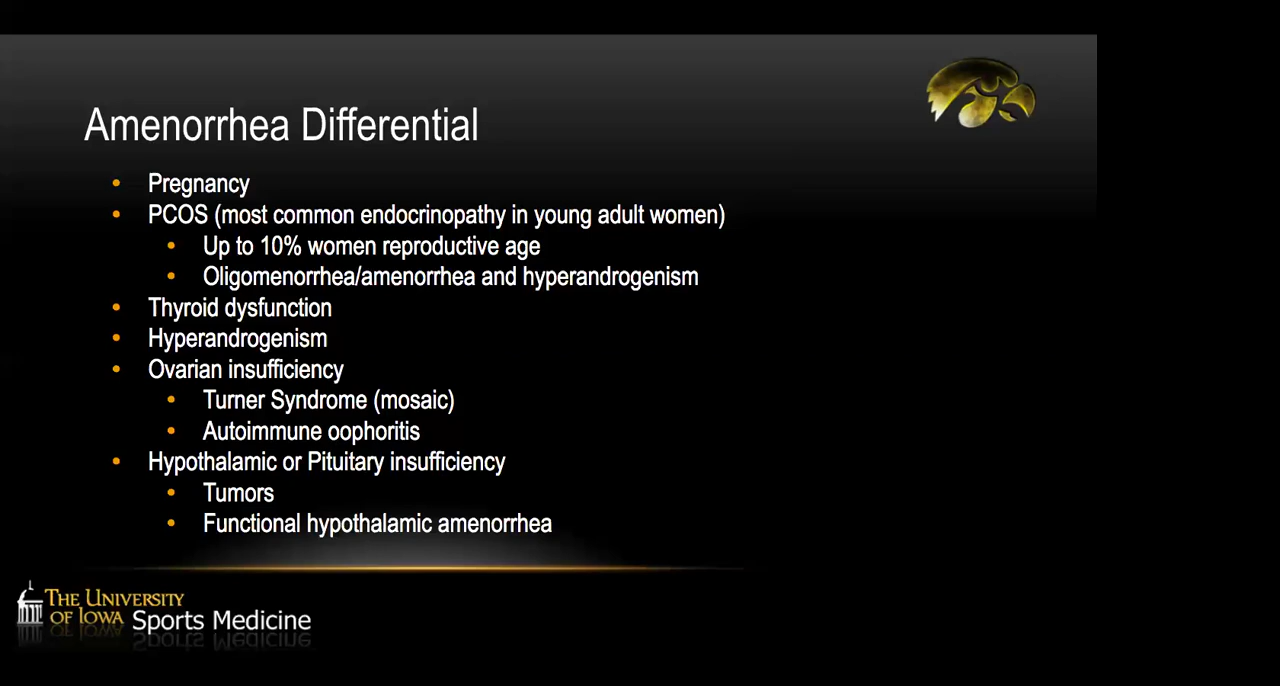 Amenorrhea Differential
• Pregnancy
• PCOS (most common endocrinopathy in young adult women)
• Up to 10% women reproductive age
• Oligomenorrhea/amenorrhea and hyperandrogenism
• Thyroid dysfunction
• Hyperandrogenism
• Ovarian insufficiency
• Turner Syndrome (mosaic)
• Autoimmune oophoritis
• Hypothalamic or Pituitary insufficiency
• Tumors
• Functional hypothalamic amenorrhea
THE UNIVERSITY
OF IOWA Sports Medicine